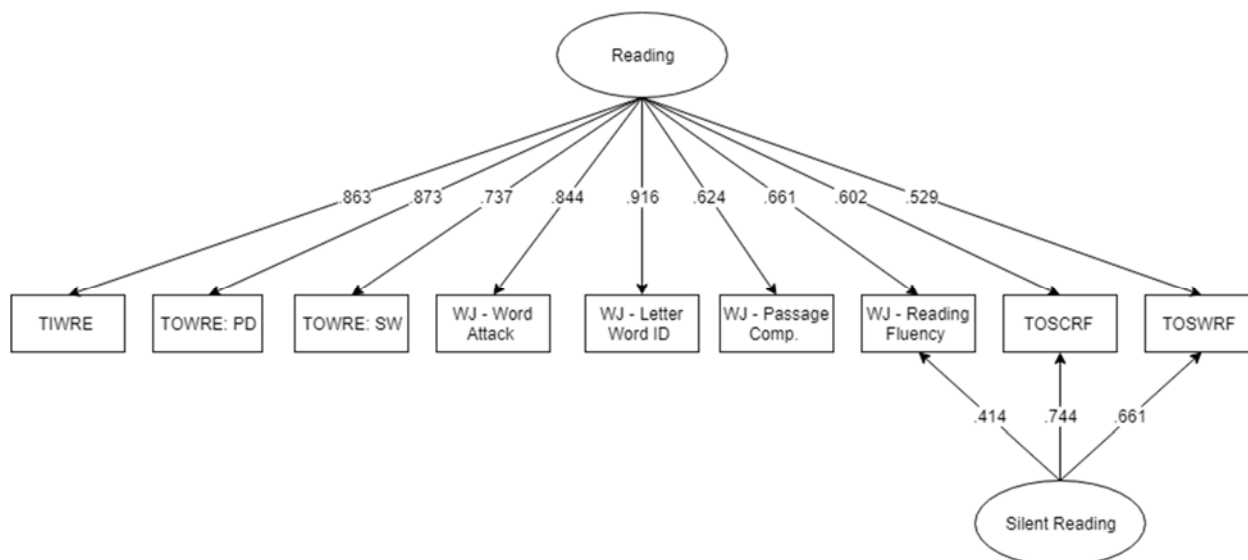 Reading
.863
.873
.737
.844
.916
.624
.661
.602
.529
TIWRE
TOWRE: PD
TOWRE: SW
WJ - Word
Attack
WJ - Letter
Word ID
WJ - Passage
Comp.
WJ - Reading
Fluency
TOSCRF
TOSWRF
.414
.744
.661
Silent Reading